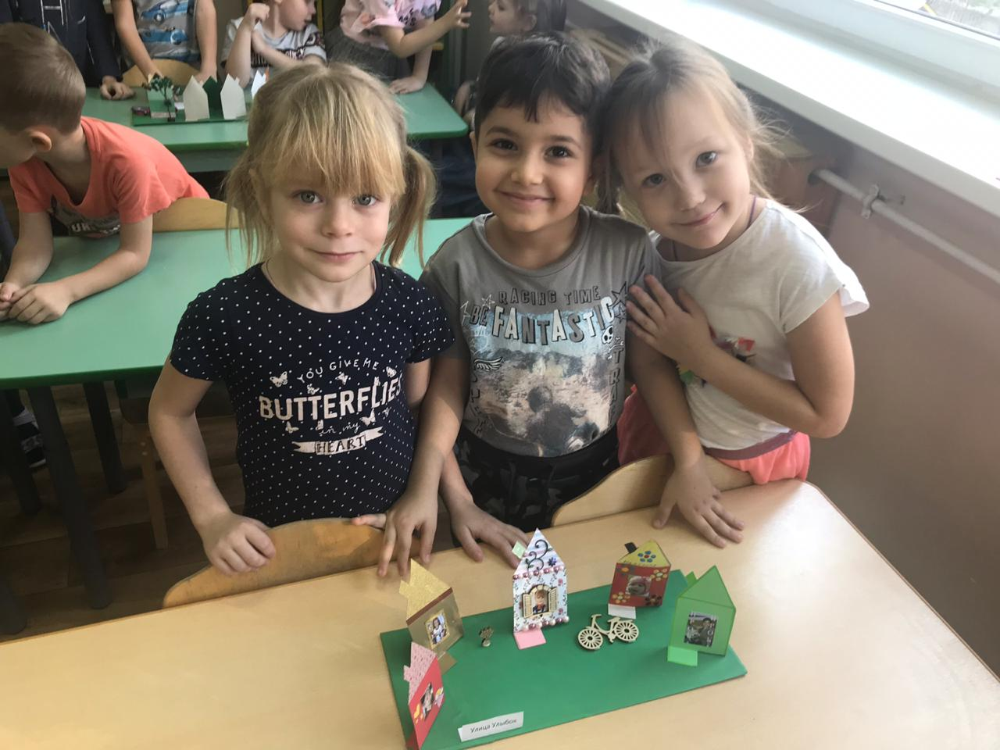 YOU GIVE ME
BUTTERFLIES
in my
HEART
RACING TIME
BE FANTASTIC
Улица Улыбок